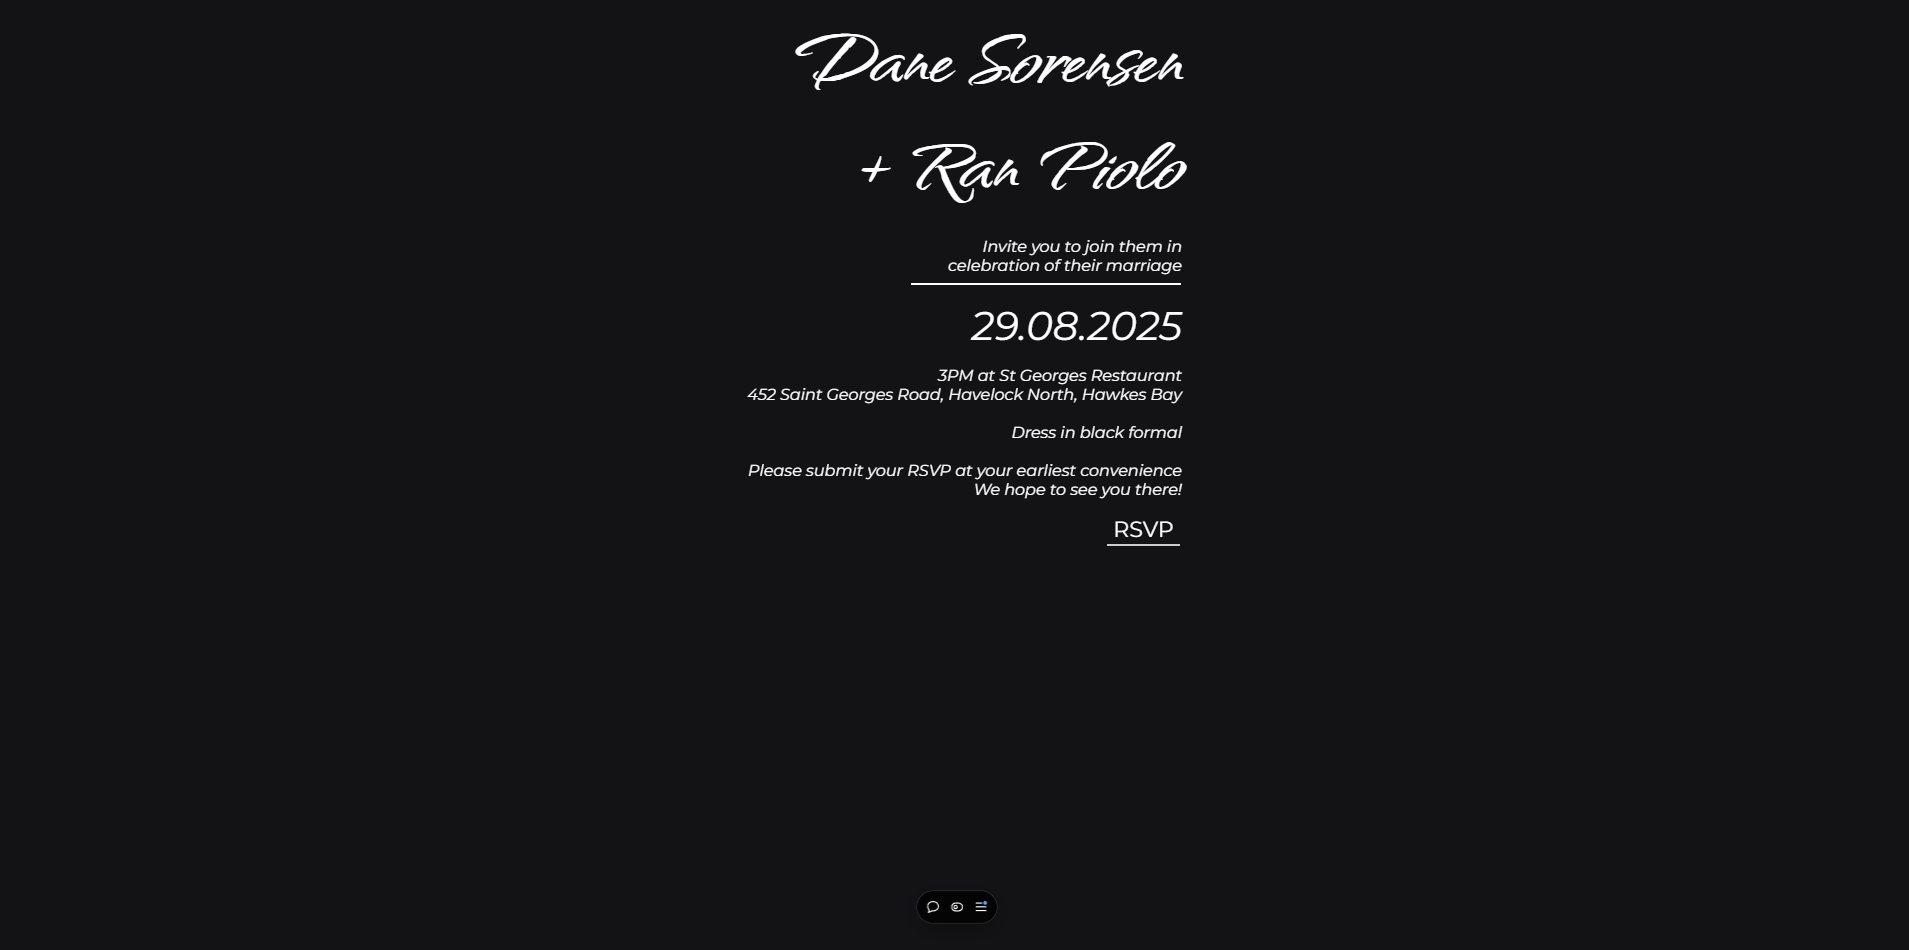 Dane Sorensen
+ Ran Piolo
Invite you to join them in
celebration of their marriage
29.08.2025
3PM at St Georges Restaurant
452 Saint Georges Road, Havelock North, Hawkes Bay
Dress in black formal
Please submit your RSVP at your earliest convenience
We hope to see you there!
RSVP